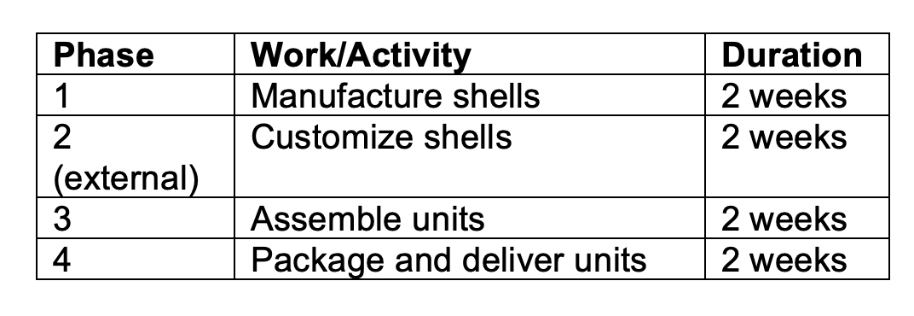 Phase Work/Activity Duration
1 Manufacture shells 2 weeks
2 Customize shells 2 weeks
(external)
3 Assemble units 2 weeks
4 Package and deliver units 2 weeks